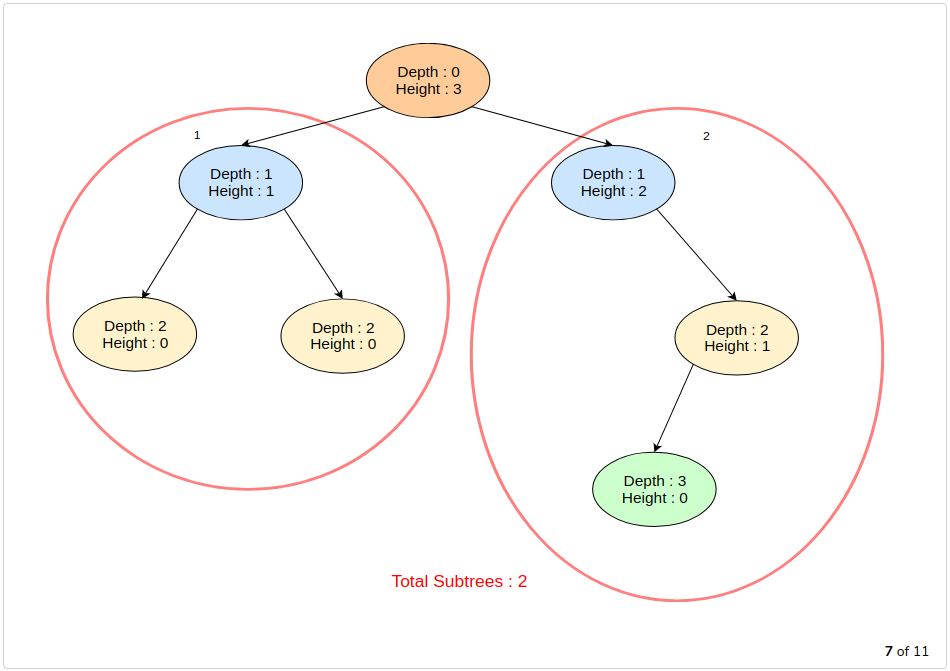 Depth : 0
Height : 3
1
2
Depth : 1
Height : 1
Depth : 1
Height : 2
Depth : 2
Height : 0
Depth : 2
Height : 0
Depth : 2
Height : 1
Depth : 3
Height : 0
Total Subtrees : 2
7 of 11